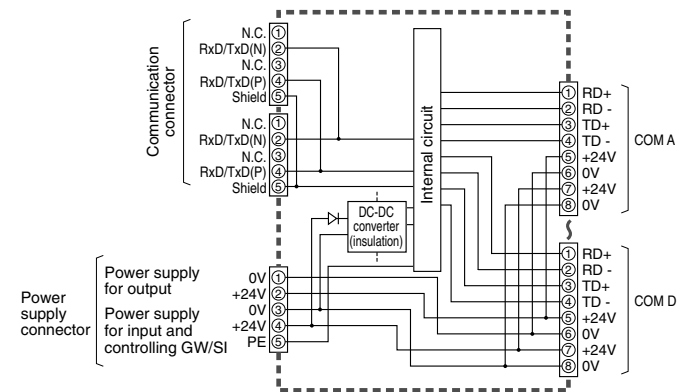 Communication
connector
N.C. ①
RxD/TxD(N) ②
N.C. ③
RxD/TxD(P) ④
Shield ⑤
N.C. ①
RxD/TxD(N) ②
N.C. ③
RxD/TxD(P) ④
Shield ⑤
Internal circuit
DC-DC
converter
(insulation)
Power
supply
connector
Power supply
for output
Power supply
for input and
controlling GW/SI
0V ①
+24V ②
0V ③
+24V ④
PE ⑤
① RD+
② RD -
③ TD+
④ TD -
⑤ +24V
⑥ 0V
⑦ +24V
⑧ 0V
COM A
① RD+
② RD -
③ TD+
④ TD -
⑤ +24V
⑥ 0V
⑦ +24V
⑧ 0V
COM D